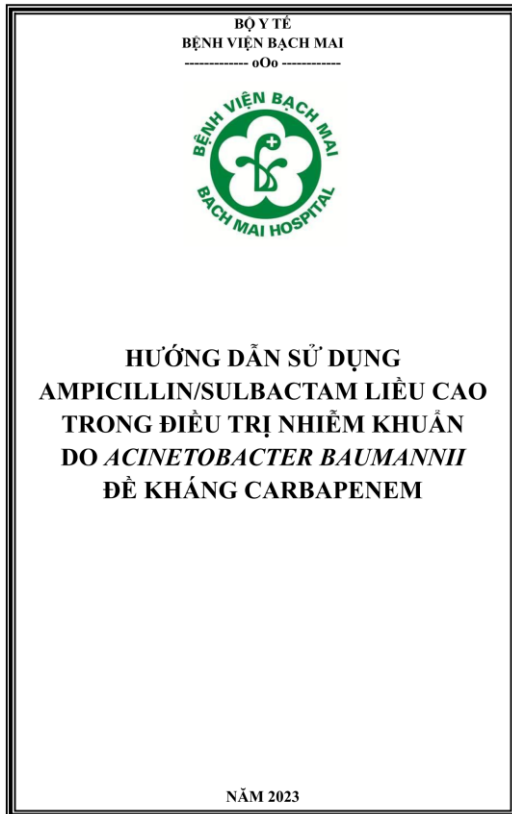 BỘ Y TẾ
BỆNH VIỆN BẠCH MAI
------------- oOo ------------
BỆNH VIỆN BẠCH MAI
BACH MAI HOSPITAL
HƯỚNG DẪN SỬ DỤNG
AMPICILLIN/SULBACTAM LIỀU CAO
TRONG ĐIỀU TRỊ NHIỄM KHUẨN
DO ACINETOBACTER BAUMANNII
ĐỀ KHÁNG CARBAPENEM
NĂM 2023